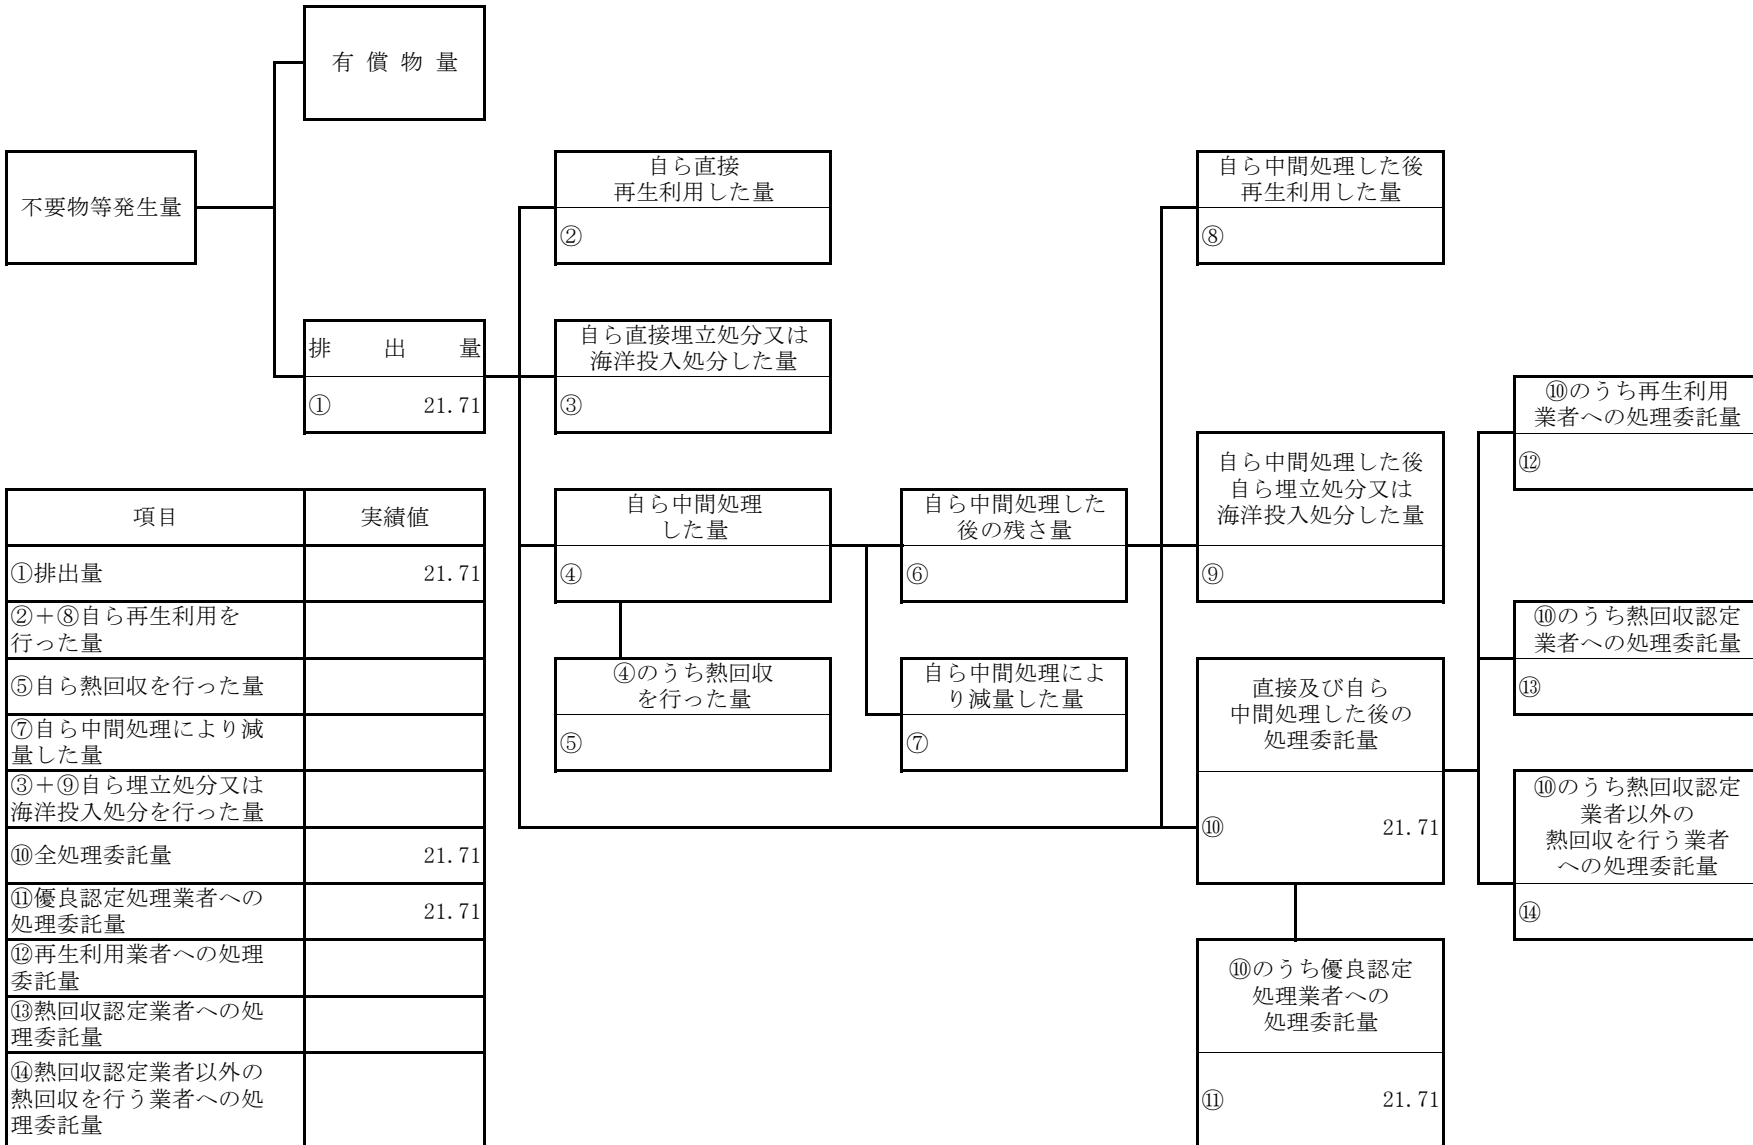 有償物量
不要物等発生量
排出量
① 21.71
自ら直接
再生利用した量
②
自ら直接埋立処分又は
海洋投入処分した量
③
自ら中間処理
した量
④
④のうち熱回収
を行った量
⑤
自ら中間処理した
後の残さ量
⑥
自ら中間処理によ
り減量した量
⑦
自ら中間処理した後
再生利用した量
⑧
自ら中間処理した後
自ら埋立処分又は
海洋投入処分した量
⑨
直接及び自ら
中間処理した後の
処理委託量
⑩ 21.71
⑩のうち優良認定
処理業者への
処理委託量
⑪ 21.71
⑩のうち再生利用
業者への処理委託量
⑫
⑩のうち熱回収認定
業者への処理委託量
⑬
⑩のうち熱回収認定
業者以外の
熱回収を行う業者
への処理委託量
⑭
項目 実績値
①排出量 21.71
②+⑧自ら再生利用を
行った量
⑤自ら熱回収を行った量
⑦自ら中間処理により減
量した量
③+⑨自ら埋立処分又は
海洋投入処分を行った量
⑩全処理委託量 21.71
⑪優良認定処理業者への
処理委託量 21.71
⑫再生利用業者への処理
委託量
⑬熱回収認定業者への処
理委託量
⑭熱回収認定業者以外の
熱回収を行う業者への処
理委託量